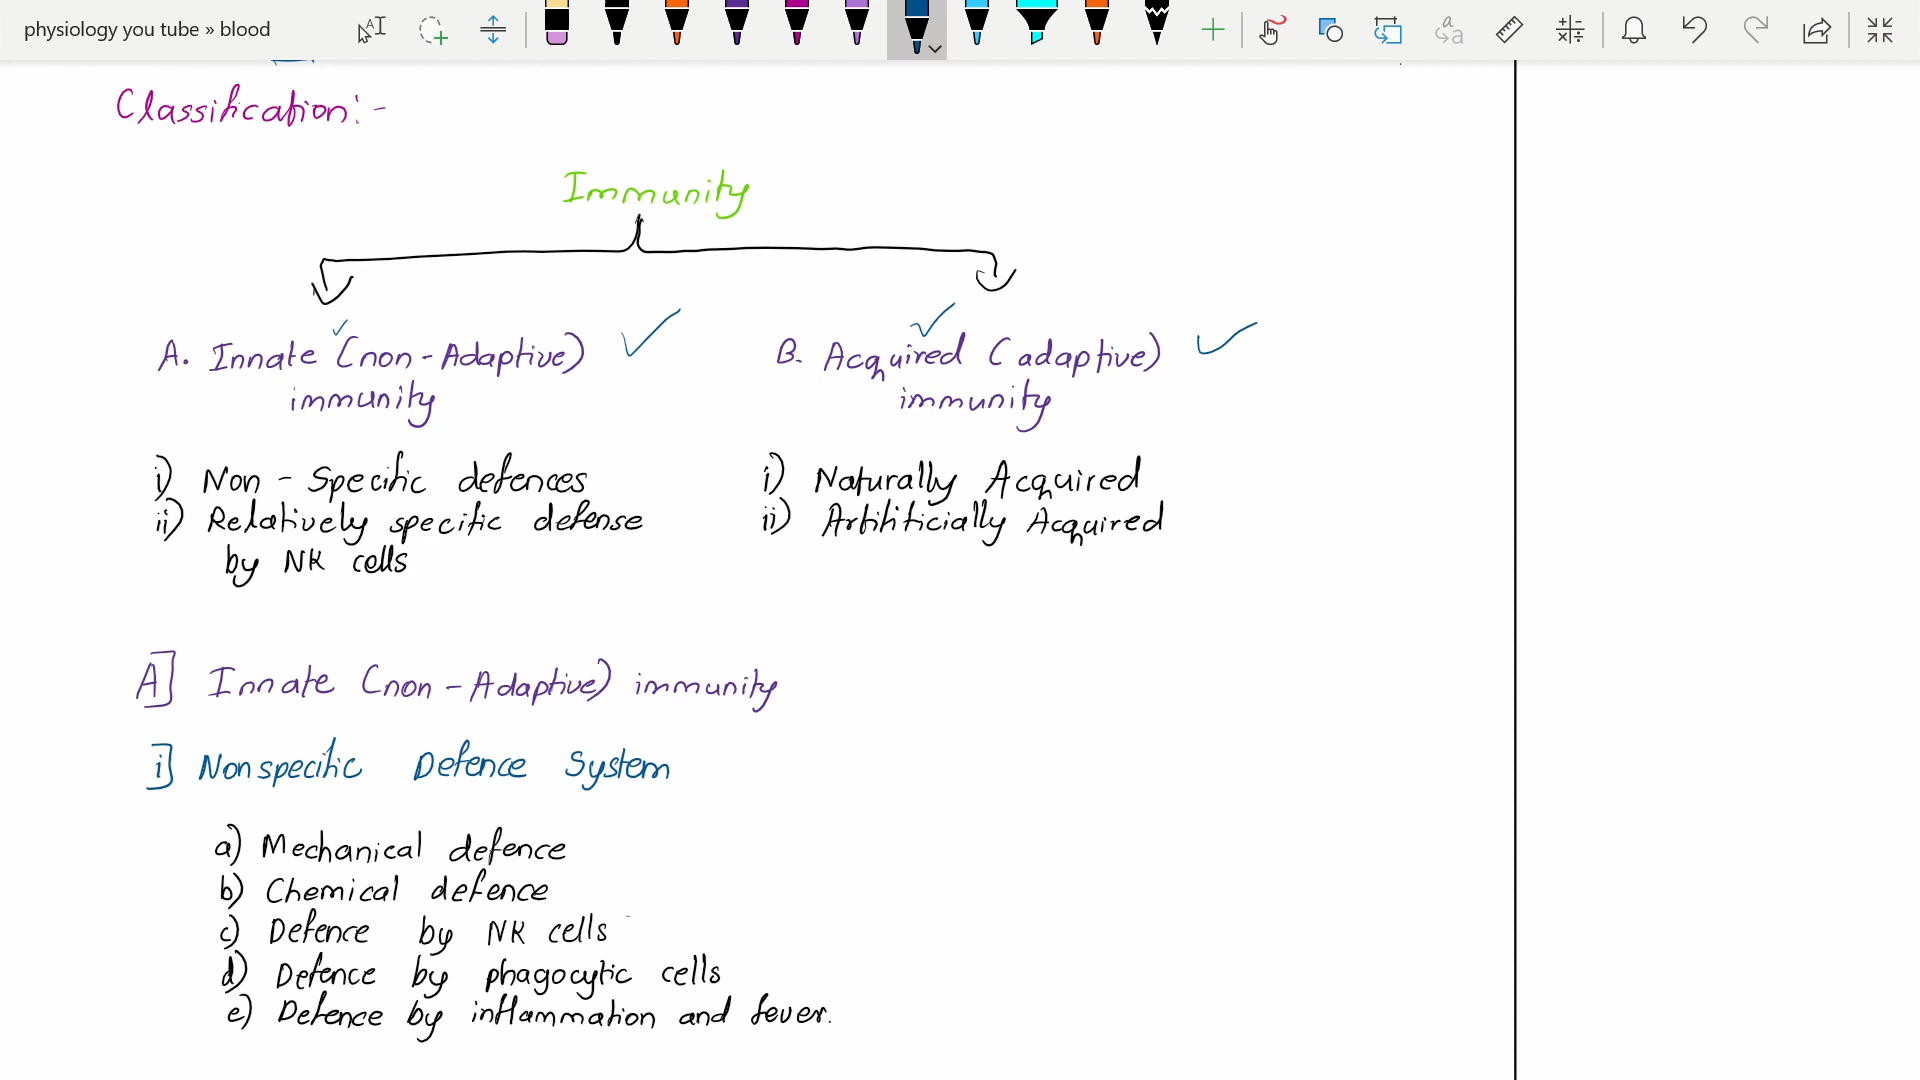 physiology you tube » blood
Classification:-
Immunity
A. Innate (non-Adaptive)
immunity
B. Acquired (adaptive)
immunity
i) Non-Specific defences
ii) Relatively specific defense
by NK cells
i) Naturally Acquired
ii) Artifiticially Acquired
A] Innate (non-Adaptive) immunity
i] Nonspecific Defence System
a) Mechanical defence
b) Chemical defence
c) Defence by NK cells
d) Defence by phagocytic cells
e) Defence by inflammation and fever.